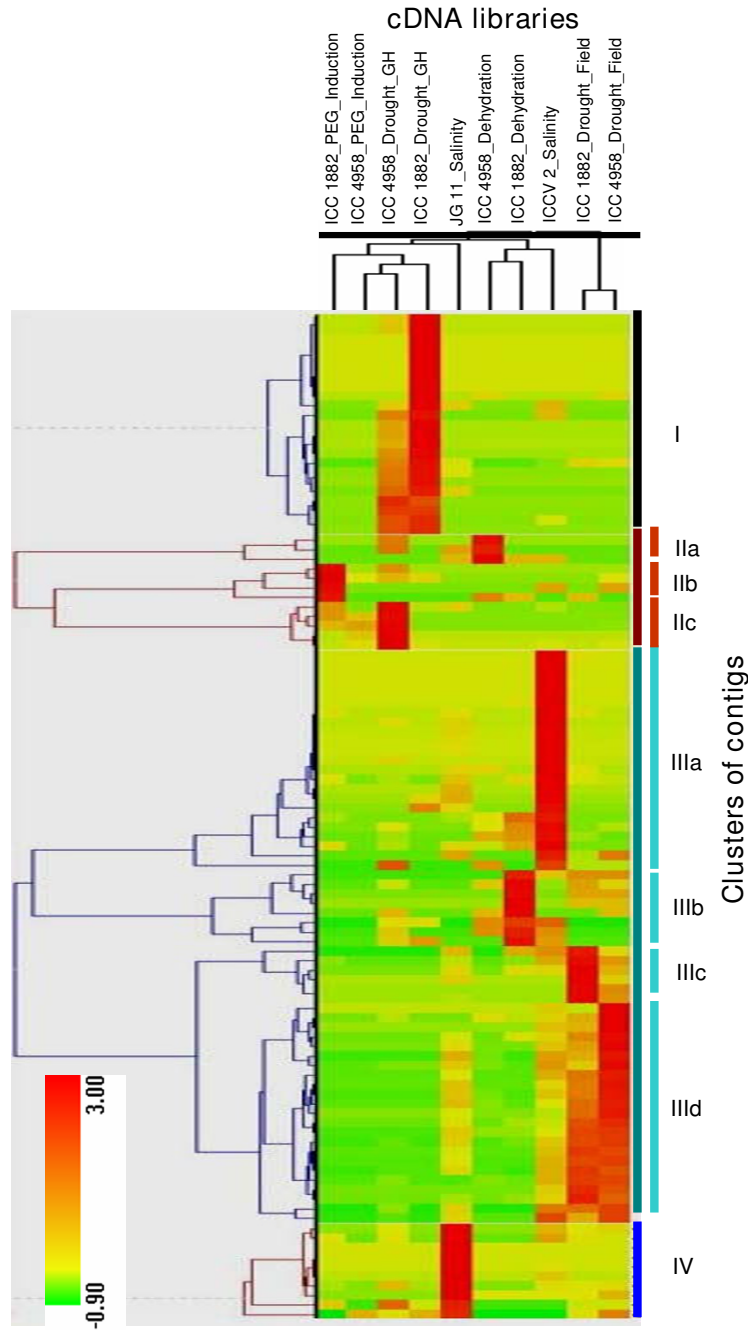 cDNA libraries
ICC 1882_PEG_Induction
ICC 4958_PEG_Induction
ICC 4958_Drought_GH
ICC 1882_Drought_GH
JG 11_Salinity
ICC 4958_Dehydration
ICC 1882_Dehydration
ICCV 2_Salinity
ICC 1882_Drought_Field
ICC 4958_Drought_Field
I
IIa
IIb
IIc
IIIa
IIIb
IIIc
IIId
IV
Clusters of contigs
3.00
-0.90